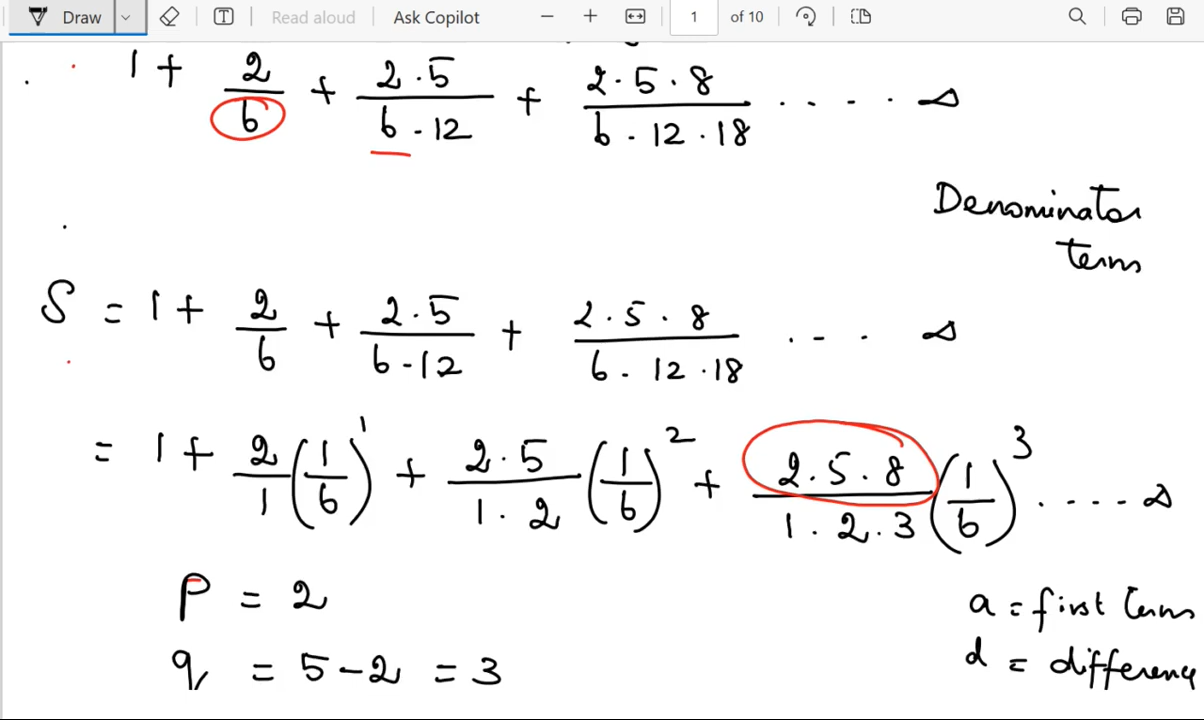 Draw Read aloud Ask Copilot 1 of 10
1 + 2/6 + 2·5/6·12 + 2·5·8/6·12·18 ..... ∞
Denominator
terms
S = 1 + 2/6 + 2·5/6·12 + 2·5·8/6·12·18 .... ∞
= 1 + 2/1 (1/6)^1 + 2·5/1·2 (1/6)^2 + 2·5·8/1·2·3 (1/6)^3 ..... ∞
P = 2
a = first terms
q = 5 - 2 = 3
d = difference